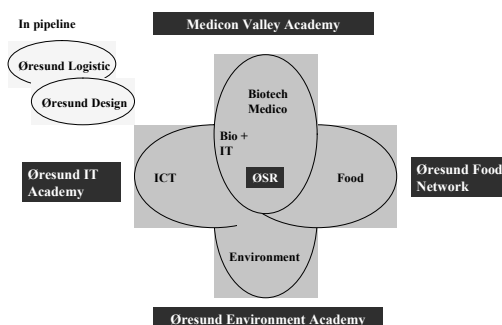 In pipeline
Medicon Valley Academy
Øresund Logistic
Øresund Design
Biotech
Medico
Bio +
IT
Øresund IT
Academy
ICT
ØSR
Food
Øresund Food
Network
Environment
Øresund Environment Academy